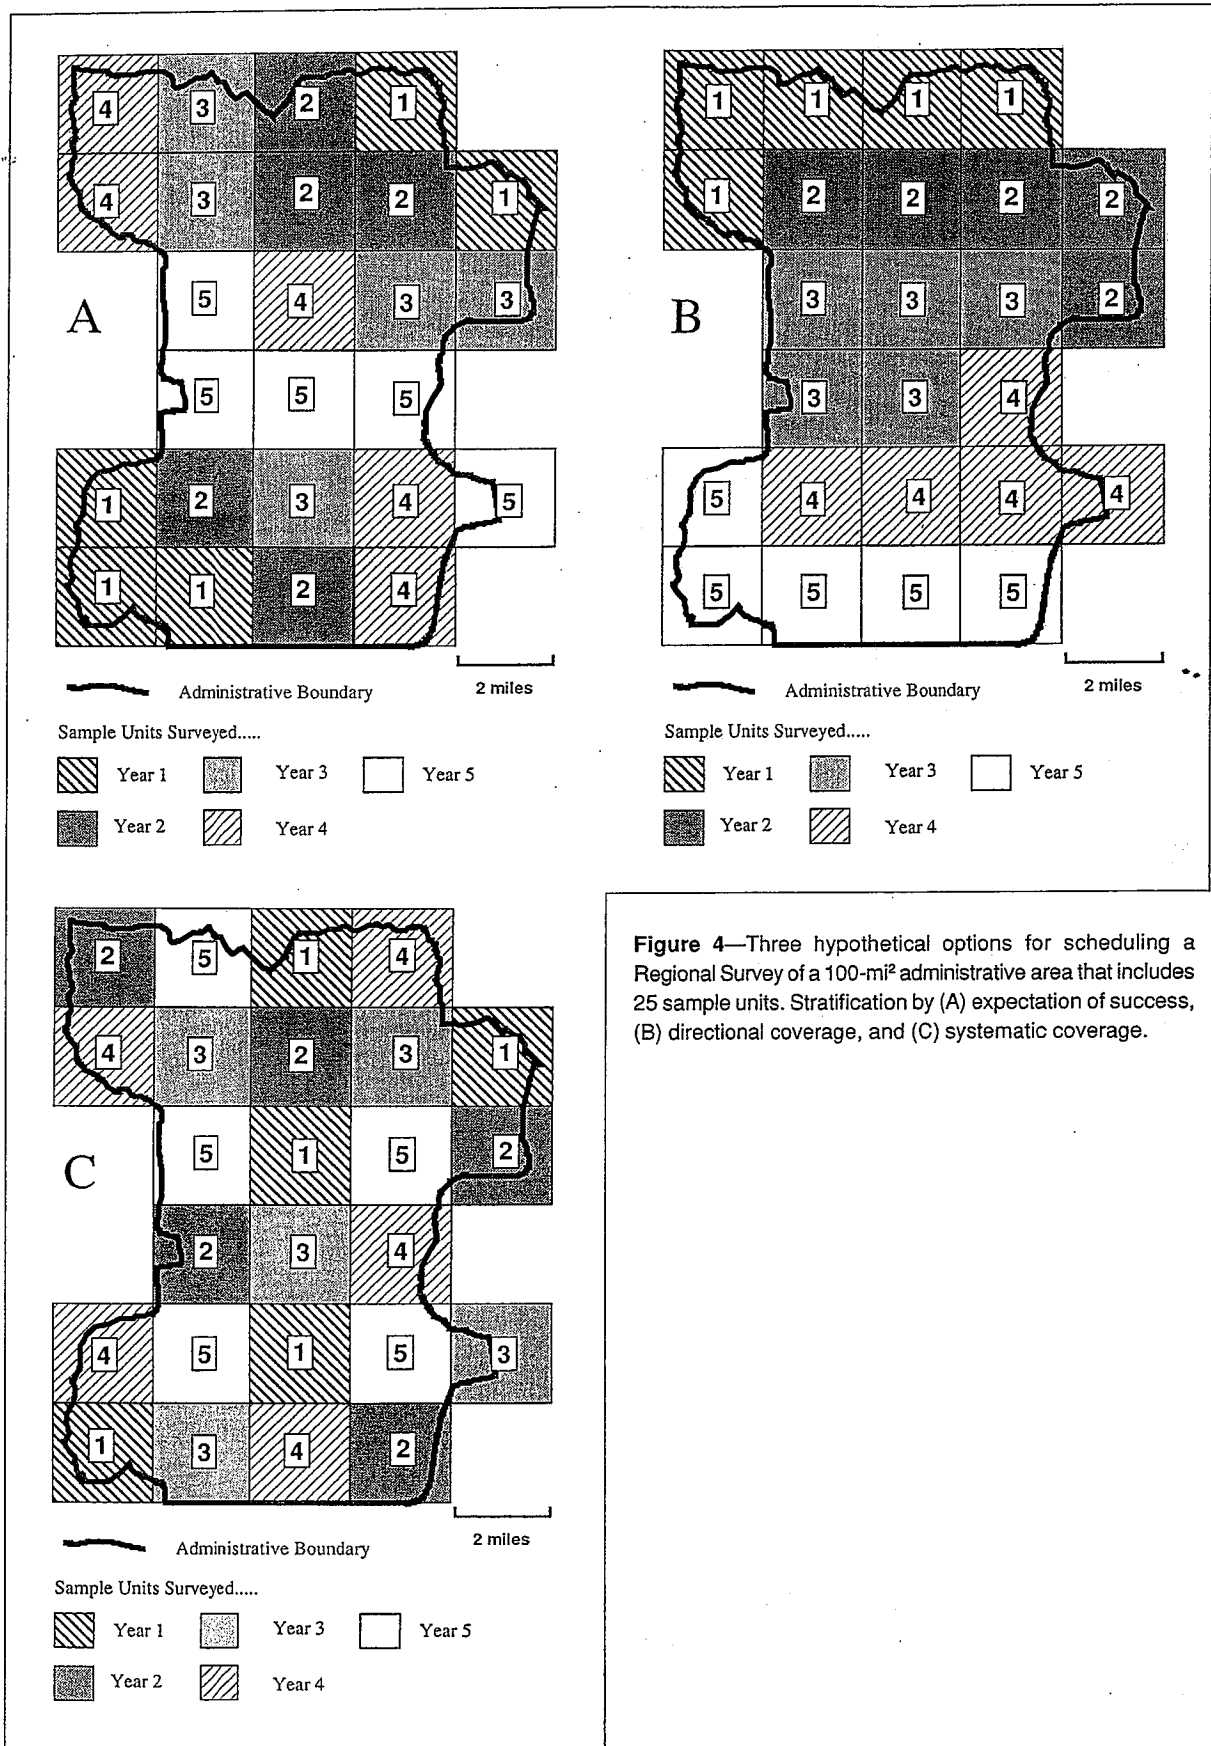 4 3 2 1
4 3 2 2 1
A 5 4 3 3
5 5 5
1 2 3 4 5
1 1 2 4
2 miles
Administrative Boundary
Sample Units Surveyed.....
Year 1 Year 3 Year 5
Year 2 Year 4
1 1 1 1
1 2 2 2 2
B 3 3 3 2
3 3 4
5 4 4 4 4
5 5 5 5
2 miles
Administrative Boundary
Sample Units Surveyed.....
Year 1 Year 3 Year 5
Year 2 Year 4
2 5 1 4
4 3 2 3 1
C 5 1 5 2
2 3 4
4 5 1 5 3
1 3 4 2
2 miles
Administrative Boundary
Sample Units Surveyed.....
Year 1 Year 3 Year 5
Year 2 Year 4
Figure 4—Three hypothetical options for scheduling a
Regional Survey of a 100-mi² administrative area that includes
25 sample units. Stratification by (A) expectation of success,
(B) directional coverage, and (C) systematic coverage.